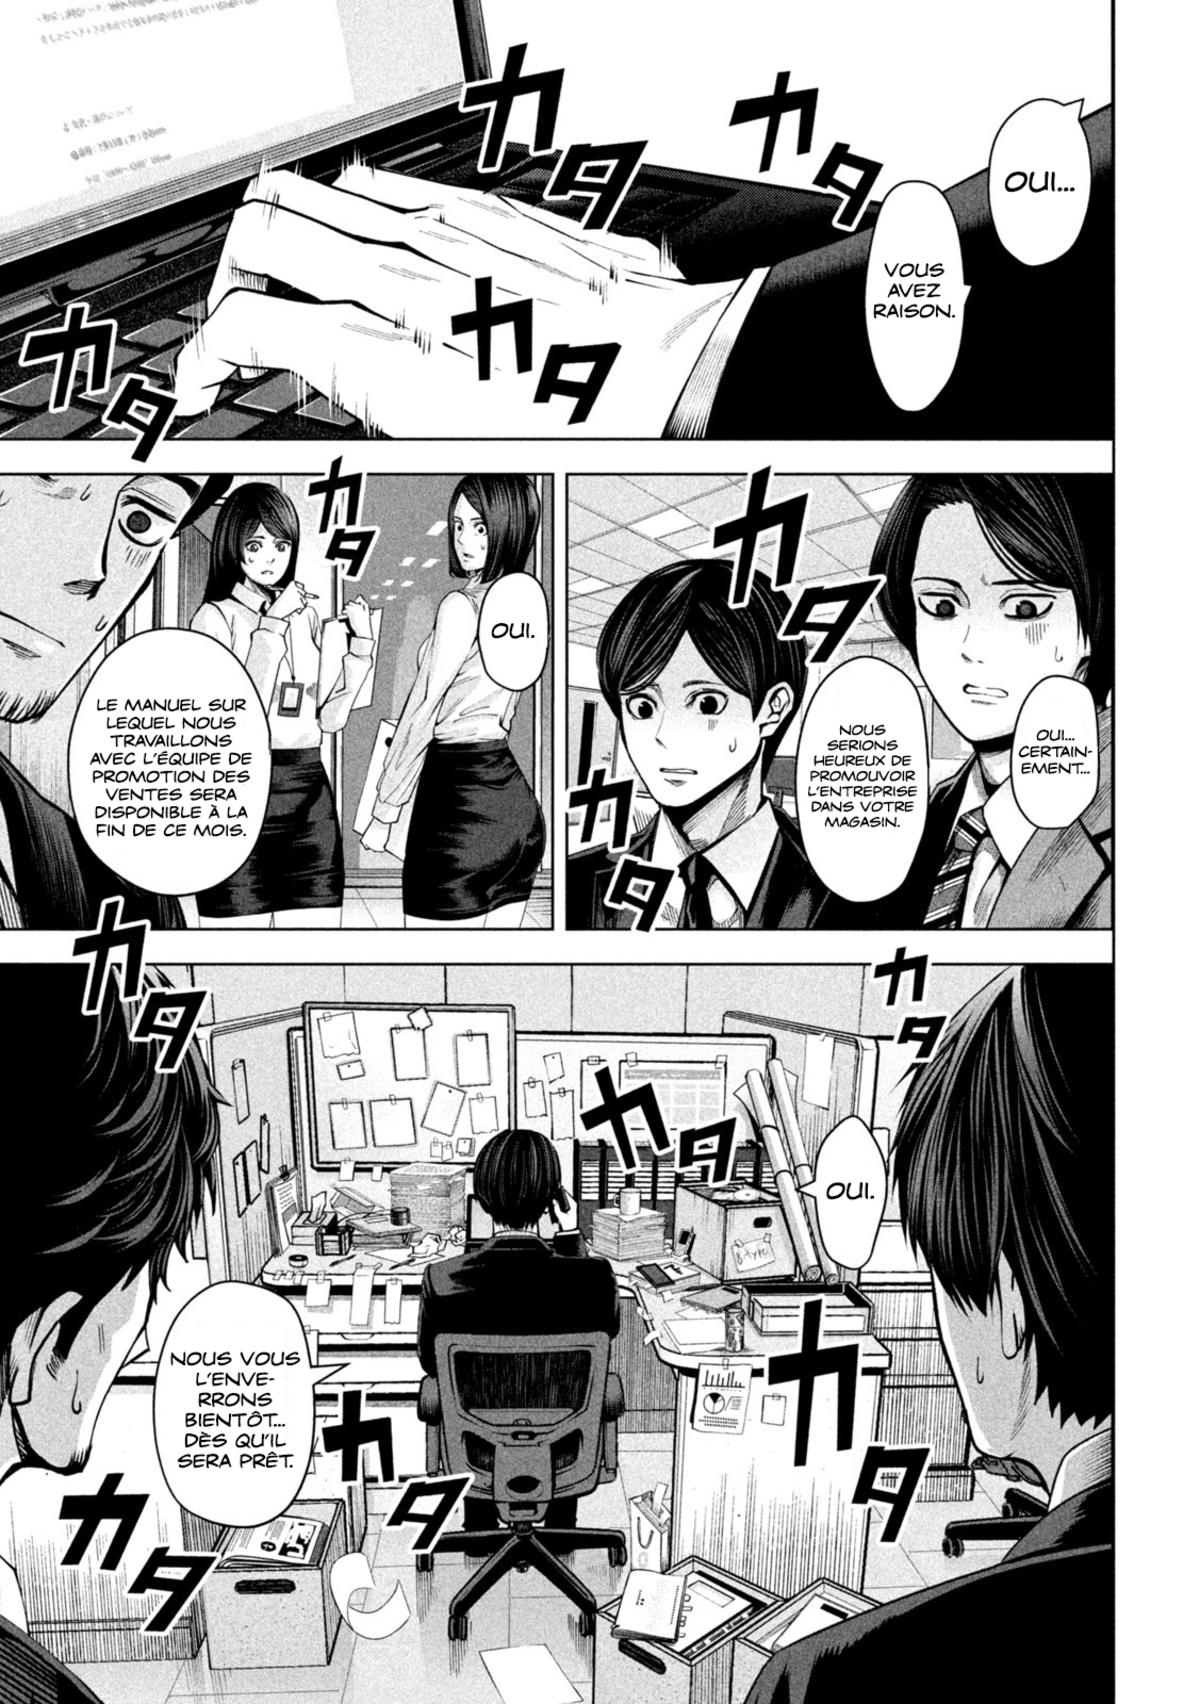 OUI...
VOUS
AVEZ
RAISON.
カタ
カタ
カタ
カタ
OUI...
CERTAIN-
EMENT...
NOUS
SERIONS
HEUREUX DE
PROMOUVOIR
L'ENTREPRISE
DANS VOTRE
MAGASIN.
カタ
カタ
OUI.
LE MANUEL SUR
LEQUEL NOUS
TRAVAILLONS
AVEC L'ÉQUIPE DE
PROMOTION DES
VENTES SERA
DISPONIBLE À LA
FIN DE CE MOIS.
カタ
カタ
カタ
カタ
OUI.
B type
NOUS VOUS
L'ENVE-
RRONS
BIENTÔT...
DÈS QU'IL
SERA PRÊT.
カタ
カタ
カタ